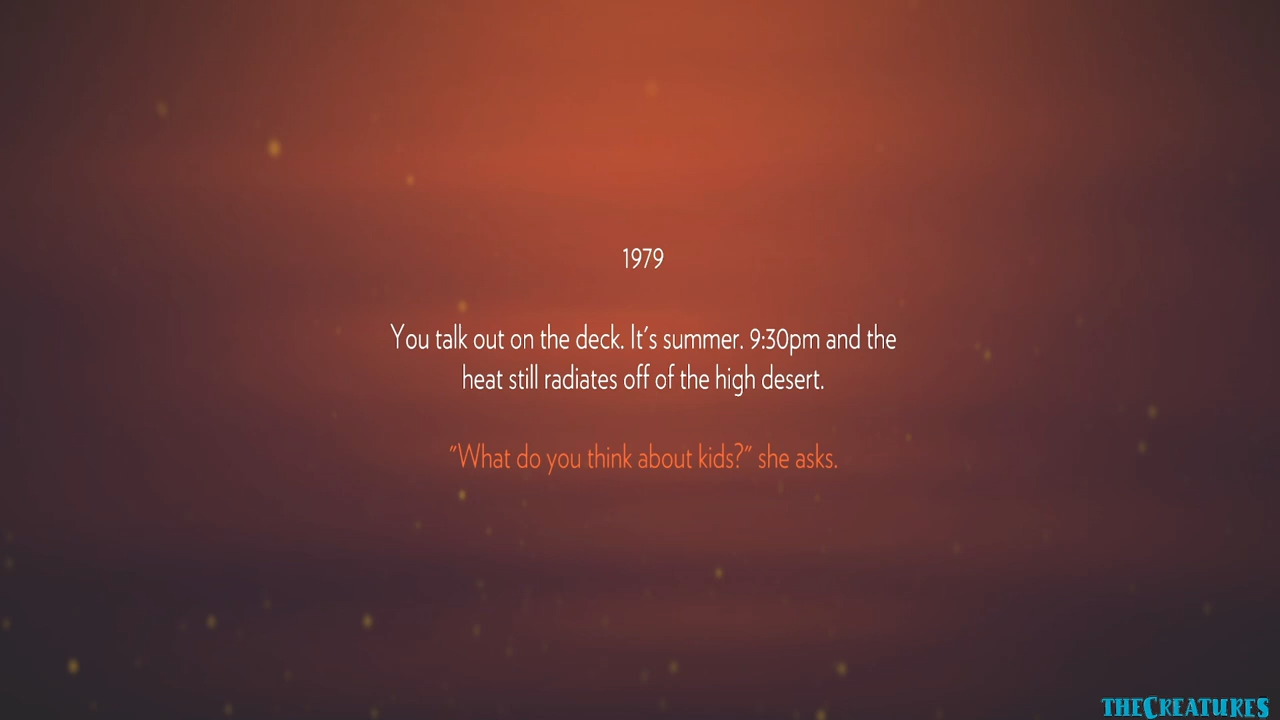 1979
You talk out on the deck. It's summer. 9:30pm and the
heat still radiates off of the high desert.
"What do you think about kids?" she asks.
THECREATURES